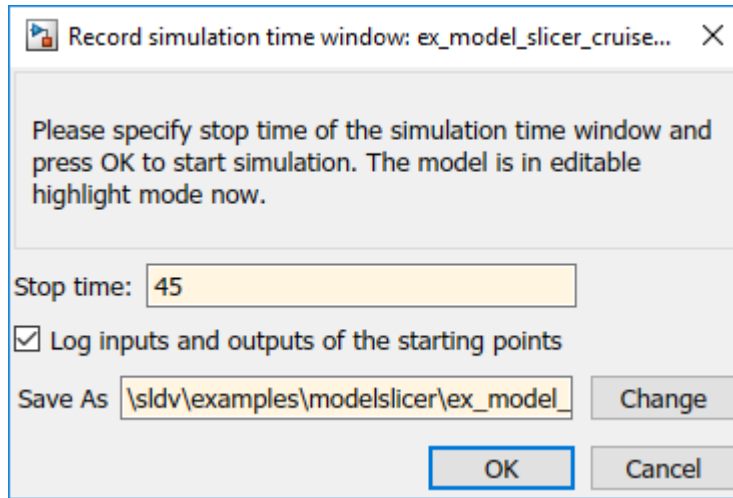 Record simulation time window: ex_model_slicer_cruise...
Please specify stop time of the simulation time window and
press OK to start simulation. The model is in editable
highlight mode now.
Stop time: 45
Log inputs and outputs of the starting points
Save As \sldv\examples\modelslicer\ex_model_ Change
OK Cancel